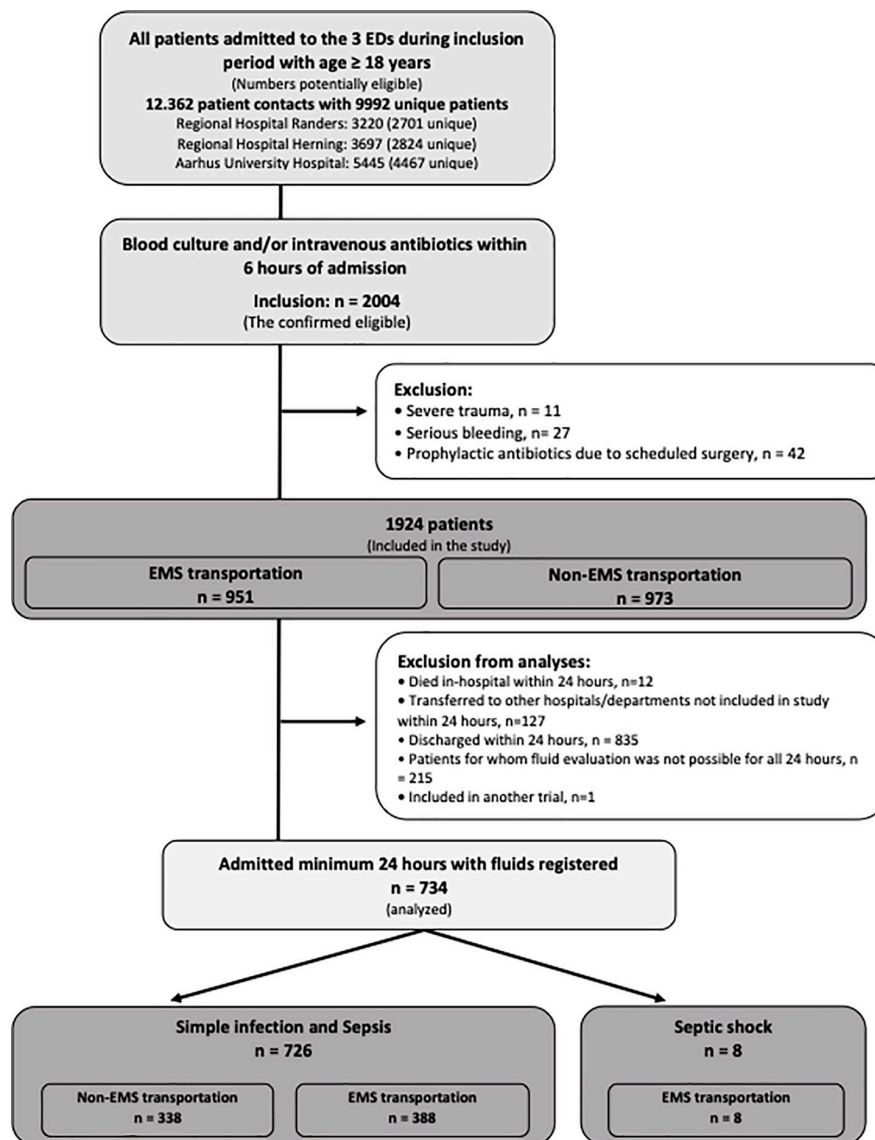 All patients admitted to the 3 EDs during inclusion
period with age ≥ 18 years
(Numbers potentially eligible)
12.362 patient contacts with 9992 unique patients
Regional Hospital Randers: 3220 (2701 unique)
Regional Hospital Herning: 3697 (2824 unique)
Aarhus University Hospital: 5445 (4467 unique)
Blood culture and/or intravenous antibiotics within
6 hours of admission
Inclusion: n = 2004
(The confirmed eligible)
Exclusion:
• Severe trauma, n = 11
• Serious bleeding, n= 27
• Prophylactic antibiotics due to scheduled surgery, n = 42
1924 patients
(Included in the study)
EMS transportation
n = 951
Non-EMS transportation
n = 973
Exclusion from analyses:
• Died in-hospital within 24 hours, n=12
• Transferred to other hospitals/departments not included in study
within 24 hours, n=127
• Discharged within 24 hours, n = 835
• Patients for whom fluid evaluation was not possible for all 24 hours, n
= 215
• Included in another trial, n=1
Admitted minimum 24 hours with fluids registered
n = 734
(analyzed)
Simple infection and Sepsis
n = 726
Non-EMS transportation
n = 338
EMS transportation
n = 388
Septic shock
n = 8
EMS transportation
n = 8